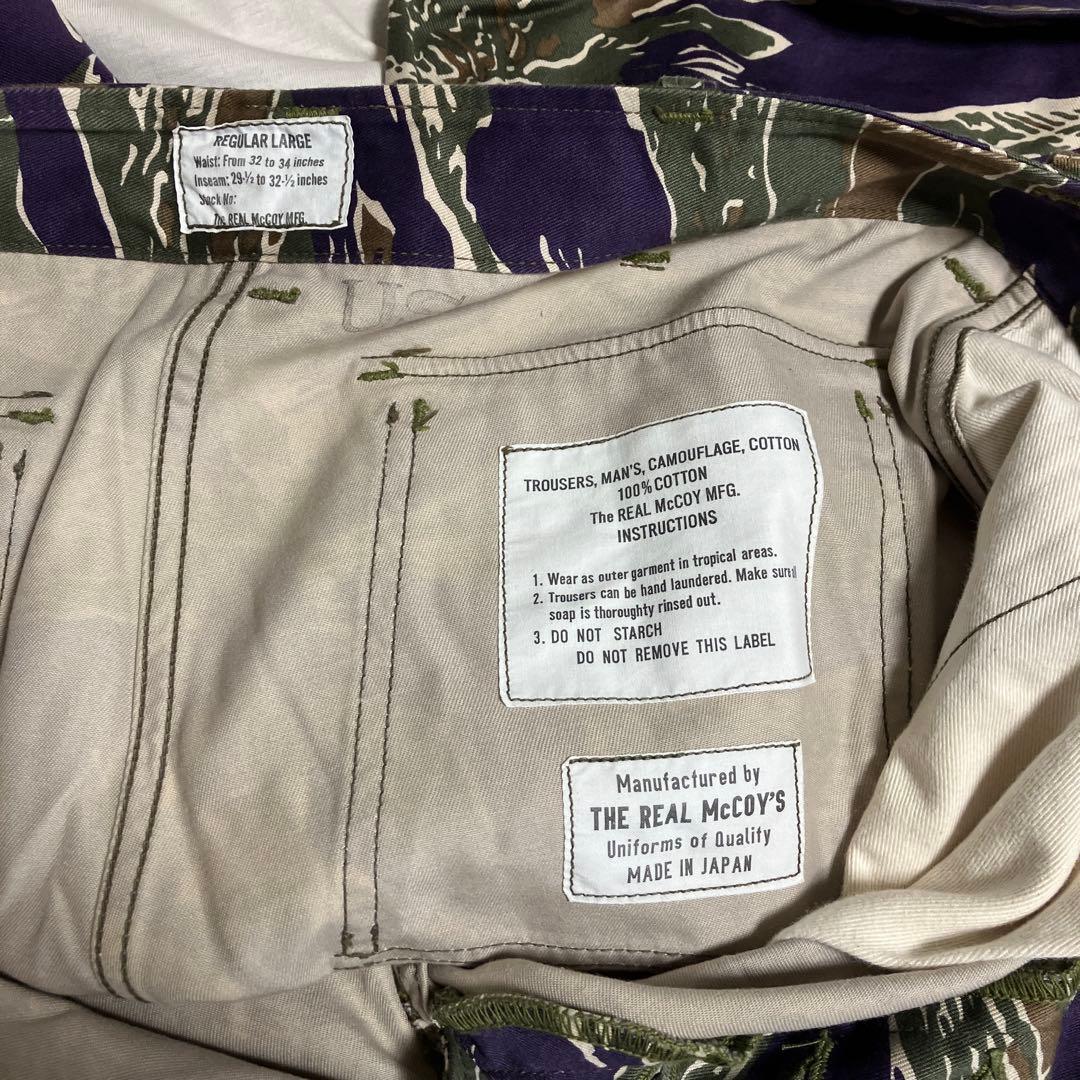 REGULAR LARGE
Waist: From 32 to 34 inches
Inseam: 29-½ to 32-½ inches
Stock No:
The REAL McCOY MFG.
US
TROUSERS, MAN'S, CAMOUFLAGE, COTTON
100% COTTON
The REAL McCOY MFG.
INSTRUCTIONS
1. Wear as outer garment in tropical areas.
2. Trousers can be hand laundered. Make sure all
soap is thoroughty rinsed out.
3. DO NOT STARCH
DO NOT REMOVE THIS LABEL
Manufactured by
THE REAL McCOY'S
Uniforms of Quality
MADE IN JAPAN